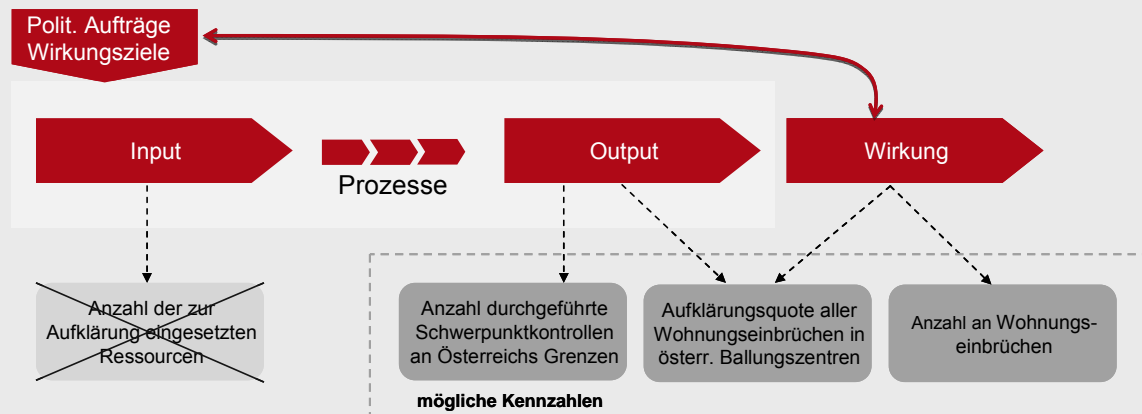 Polit. Aufträge
Wirkungsziele
Input
Prozesse
Output
Wirkung
Anzahl der zur
Aufklärung eingesetzten
Ressourcen
Anzahl durchgeführte
Schwerpunktkontrollen
an Österreichs Grenzen
Aufklärungsquote aller
Wohnungseinbrüchen in
österr. Ballungszentren
Anzahl an Wohnungs-
einbrüchen
mögliche Kennzahlen